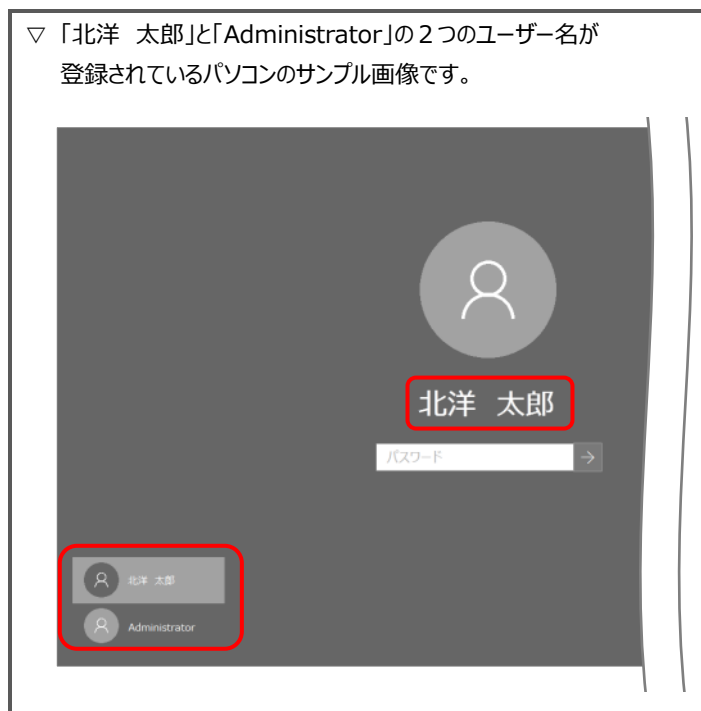 ▽ 「北洋　太郎」と「Administrator」の２つのユーザー名が
登録されているパソコンのサンプル画像です。
北洋　太郎
パスワード
北洋　太郎
Administrator